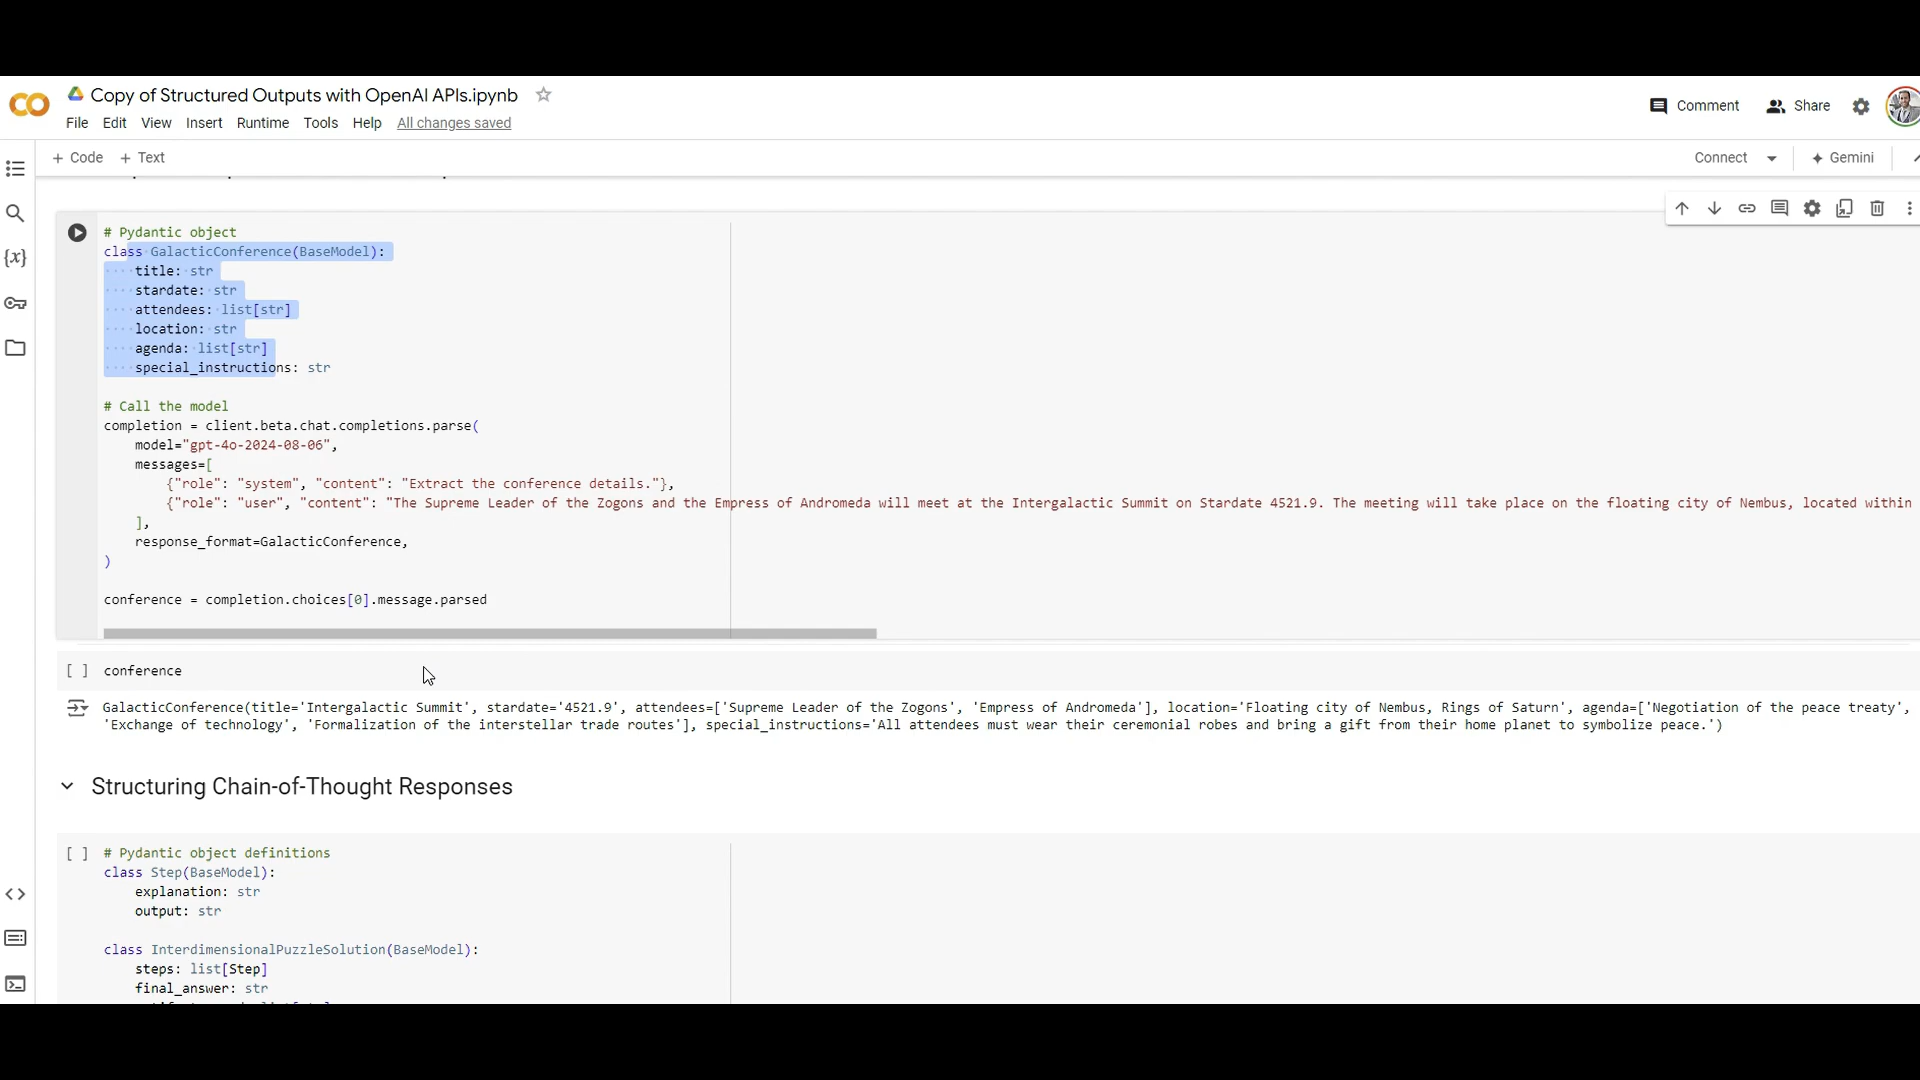 Copy of Structured Outputs with OpenAI APIs.ipynb
Comment
Share
File Edit View Insert Runtime Tools Help All changes saved
+ Code + Text
Connect
Gemini
# Pydantic object
class GalacticConference(BaseModel):
title: str
stardate: str
attendees: list[str]
location: str
agenda: list[str]
special_instructions: str
# Call the model
completion = client.beta.chat.completions.parse(
model="gpt-4o-2024-08-06",
messages=[
{"role": "system", "content": "Extract the conference details."},
{"role": "user", "content": "The Supreme Leader of the Zogons and the Empress of Andromeda will meet at the Intergalactic Summit on Stardate 4521.9. The meeting will take place on the floating city of Nembus, located within
],
response_format=GalacticConference,
)
conference = completion.choices[0].message.parsed
[ ] conference
GalacticConference(title='Intergalactic Summit', stardate='4521.9', attendees=['Supreme Leader of the Zogons', 'Empress of Andromeda'], location='Floating city of Nembus, Rings of Saturn', agenda=['Negotiation of the peace treaty',
'Exchange of technology', 'Formalization of the interstellar trade routes'], special_instructions='All attendees must wear their ceremonial robes and bring a gift from their home planet to symbolize peace.')
Structuring Chain-of-Thought Responses
[ ] # Pydantic object definitions
class Step(BaseModel):
explanation: str
output: str
class InterdimensionalPuzzleSolution(BaseModel):
steps: list[Step]
final_answer: str